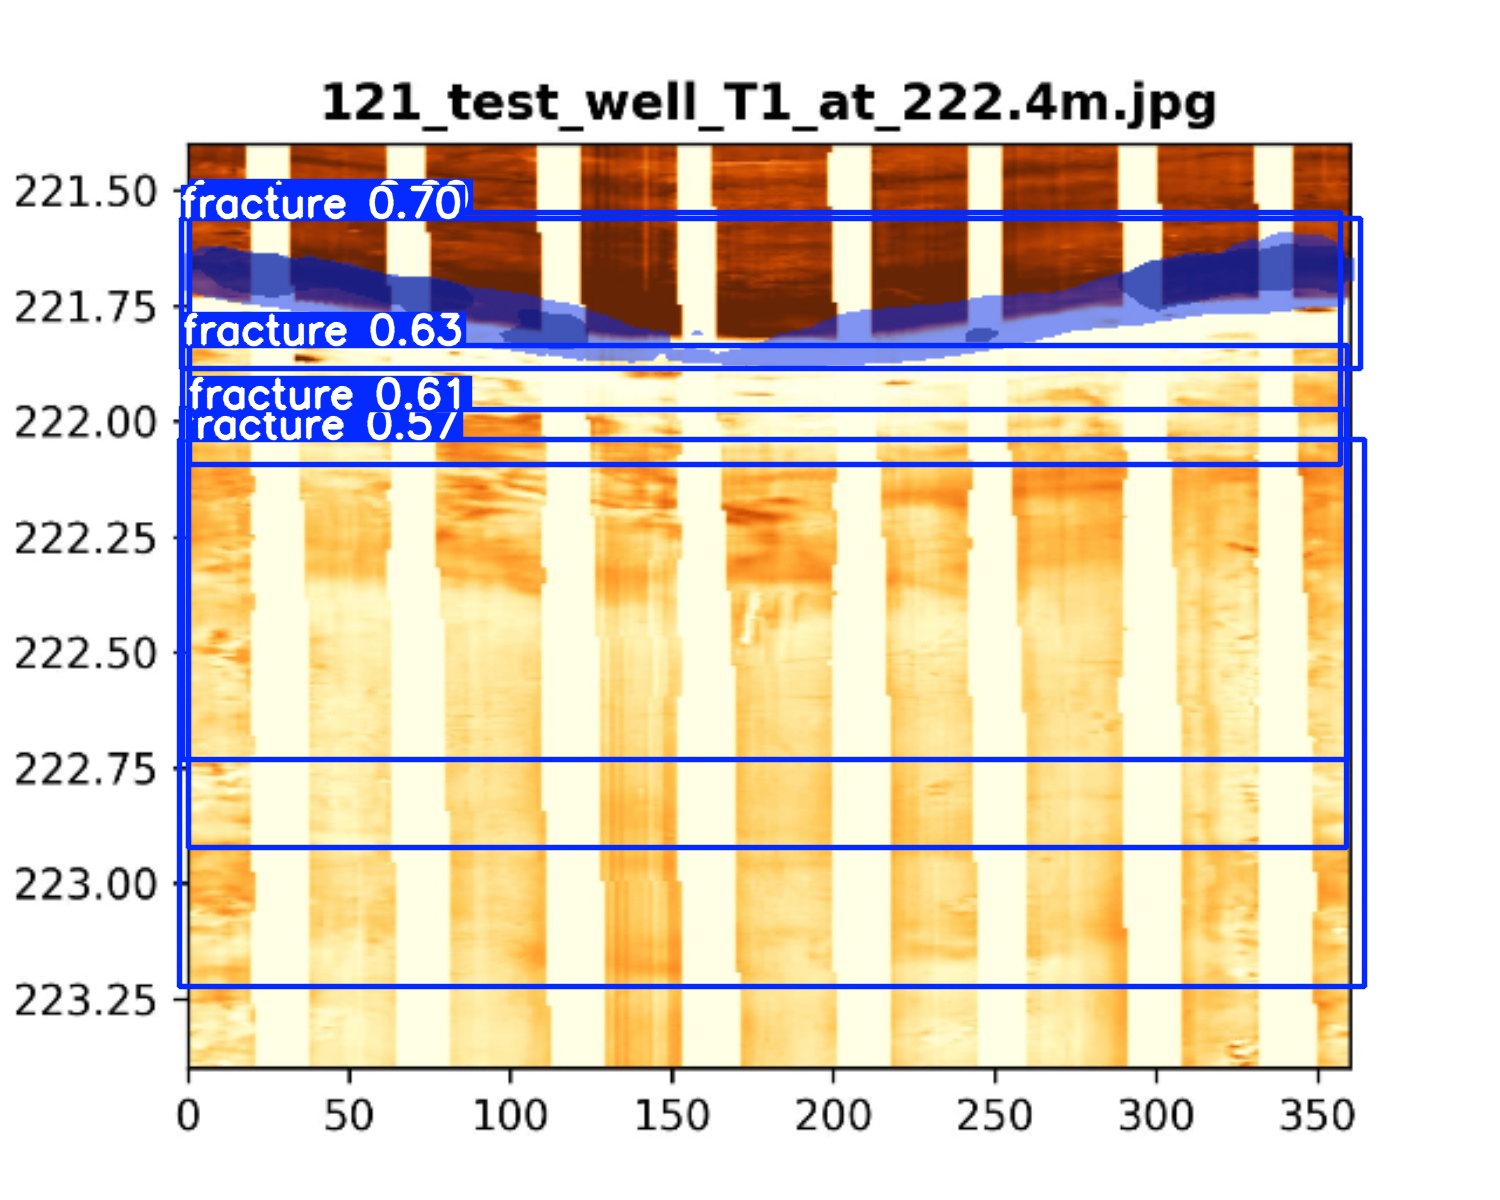 121_test_well_T1_at_222.4m.jpg
221.50
fracture 0.70
221.75
fracture 0.63
fracture 0.61
222.00
racture 0.57
222.25
222.50
222.75
223.00
223.25
0 50 100 150 200 250 300 350